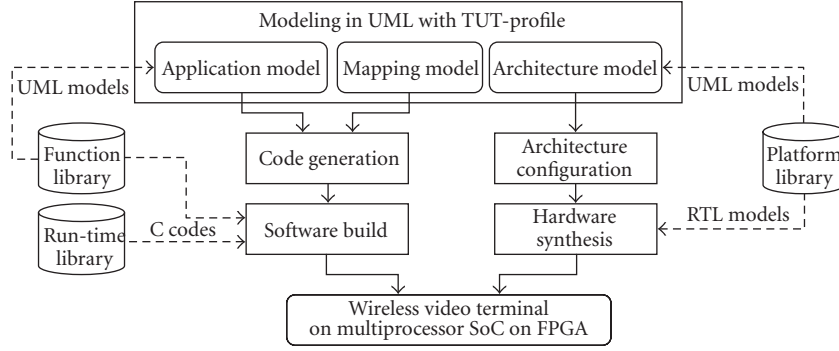 Modeling in UML with TUT-profile
Application model
Mapping model
Architecture model
UML models
UML models
Function
library
Code generation
Architecture
configuration
Platform
library
Run-time
library
C codes
Software build
Hardware
synthesis
RTL models
Wireless video terminal
on multiprocessor SoC on FPGA